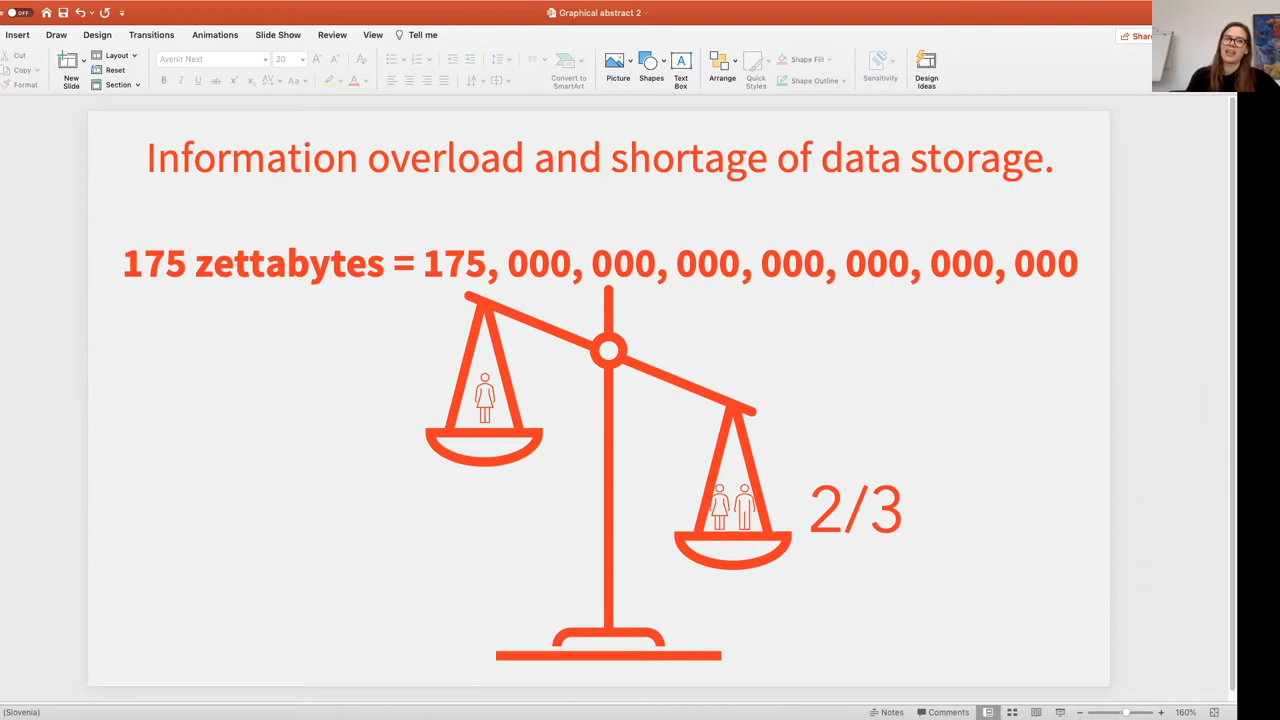 OFF
Graphical abstract 2
Insert Draw Design Transitions Animations Slide Show Review View Tell me
Share
Cut
Copy
Format
New Slide
Layout
Reset
Section
Avenir Next 20
Convert to SmartArt
Picture
Shapes
Text Box
Arrange
Quick Styles
Shape Fill
Shape Outline
Sensitivity
Design Ideas
Information overload and shortage of data storage.
175 zettabytes = 175, 000, 000, 000, 000, 000, 000, 000
2/3
(Slovenia)
Notes Comments 160%